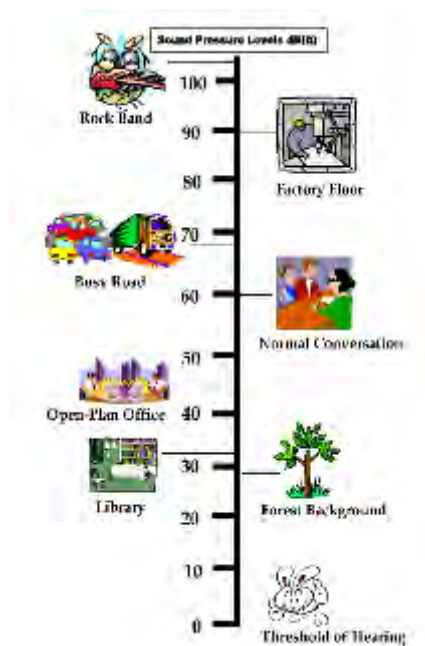 Sound Pressure Levels dB(A)
100
Rock Band
90
Factory Floor
80
70
Busy Road
60
Normal Conversation
50
Open-Plan Office
40
30
Library
Forest Background
20
10
0
Threshold of Hearing